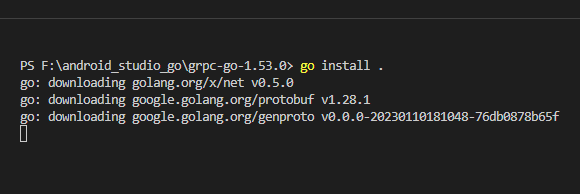 PS F:\android_studio_go\grpc-go-1.53.0> go install .
go: downloading golang.org/x/net v0.5.0
go: downloading google.golang.org/protobuf v1.28.1
go: downloading google.golang.org/genproto v0.0.0-20230110181048-76db0878b65f